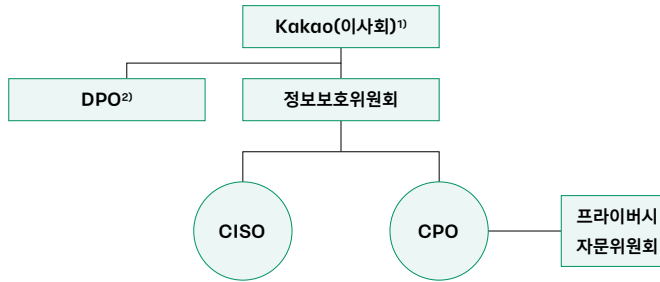 Kakao(이사회)¹⁾
DPO²⁾
정보보호위원회
CISO
CPO
프라이버시
자문위원회